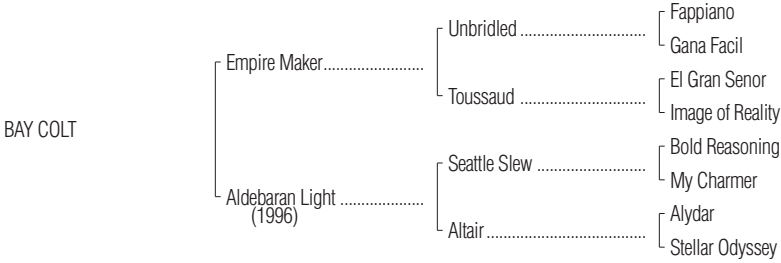 Fappiano
Unbridled
Gana Facil
Empire Maker
El Gran Senor
Toussaud
Image of Reality
BAY COLT
Bold Reasoning
Seattle Slew
My Charmer
Aldebaran Light
(1996)
Alydar
Altair
Stellar Odyssey